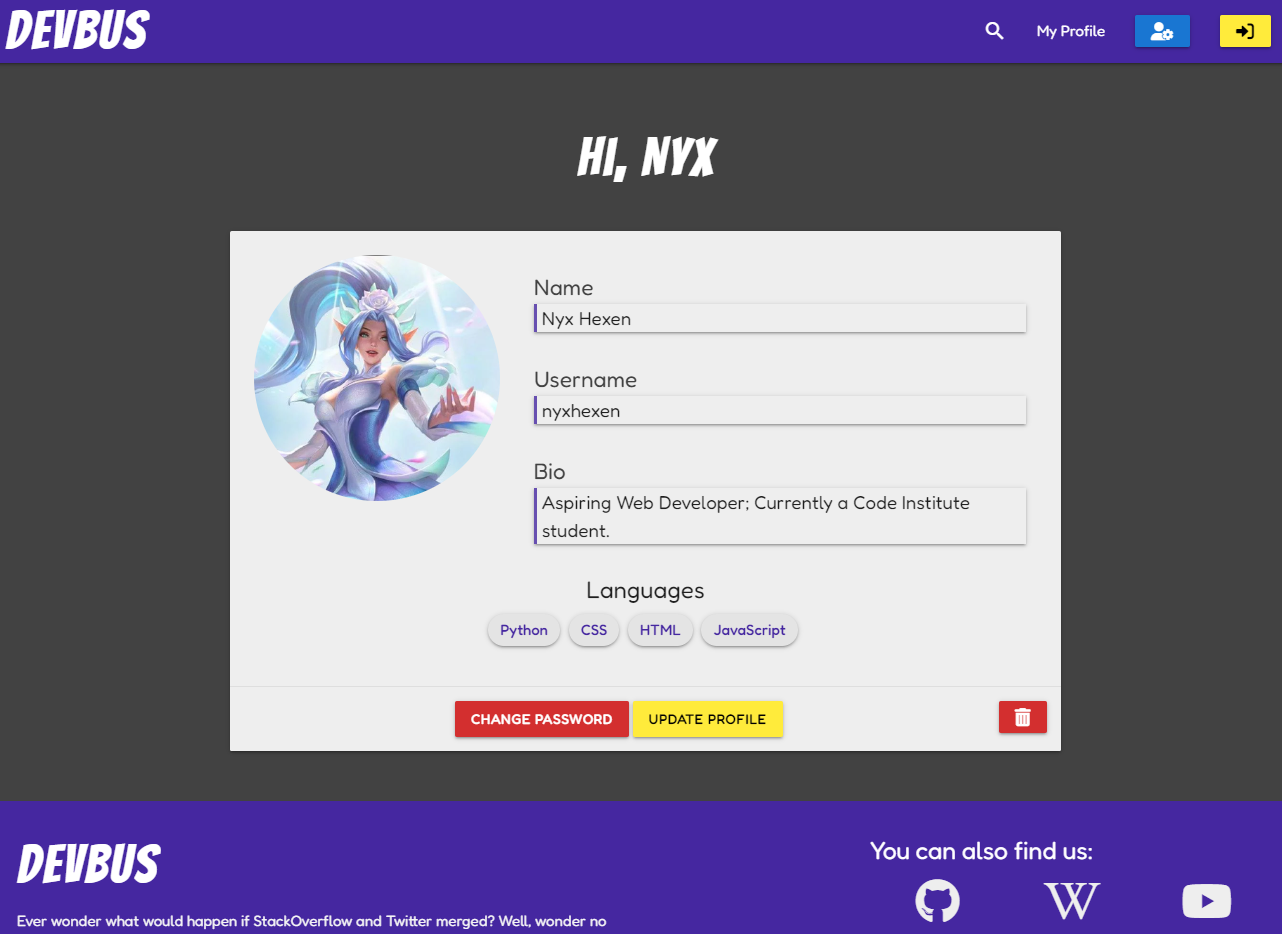 DEVBUS
My Profile
HI, NYX
Name
Nyx Hexen
Username
nyxhexen
Bio
Aspiring Web Developer; Currently a Code Institute
student.
Languages
Python CSS HTML JavaScript
CHANGE PASSWORD UPDATE PROFILE
DEVBUS
You can also find us:
W
Ever wonder what would happen if StackOverflow and Twitter merged? Well, wonder no